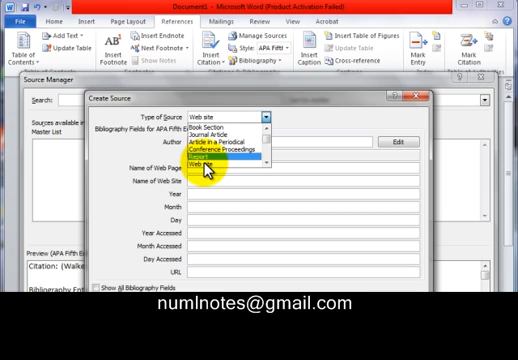 Document1 - Microsoft Word (Product Activation Failed)
File Home Insert Page Layout References Mailings Review View Acrobat
Table of Contents
Add Text
Update Table
AB1
Insert Footnote
Insert Endnote
Next Footnote
Show Notes
Insert Citation
Manage Sources
Style: APA Fiftl
Bibliography
Insert Caption
Insert Table of Figures
Update Table
Cross-reference
Mark Entry
Mark Citation
Source Manager
Search:
Sources available i
Master List
Create Source
Type of Source Web site
Book Section
Journal Article
Article in a Periodical
Conference Proceedings
Report
Web site
Bibliography Fields for APA Fifth E
Author
Edit
Name of Web Page
Name of Web Site
Year
Month
Day
Year Accessed
Month Accessed
Day Accessed
URL
Show All Bibliography Fields
Preview (APA Fifth Edi
Citation: (Walke
Bibliography Ent
numlnotes@gmail.com